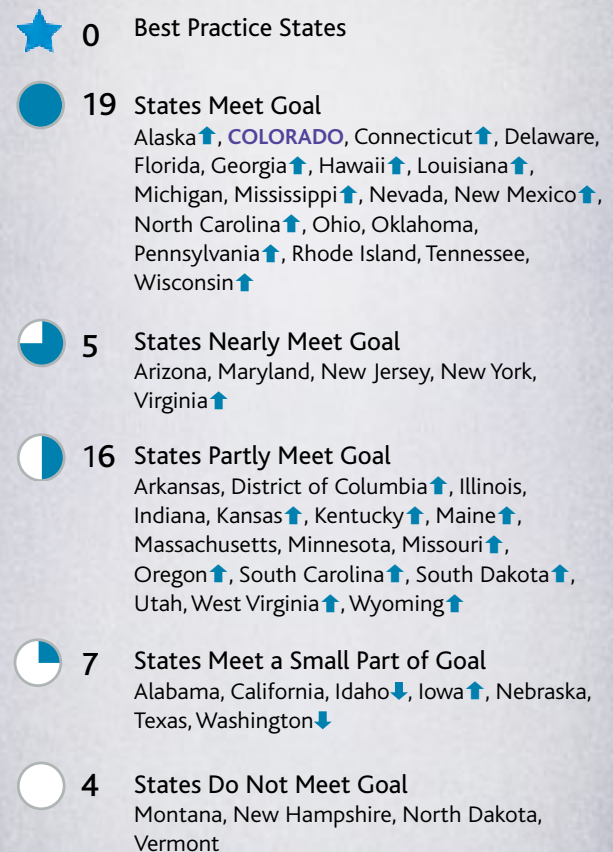 0 Best Practice States
19 States Meet Goal
Alaska⬆, COLORADO, Connecticut⬆, Delaware,
Florida, Georgia⬆, Hawaii⬆, Louisiana⬆,
Michigan, Mississippi⬆, Nevada, New Mexico⬆,
North Carolina⬆, Ohio, Oklahoma,
Pennsylvania⬆, Rhode Island, Tennessee,
Wisconsin⬆
5 States Nearly Meet Goal
Arizona, Maryland, New Jersey, New York,
Virginia⬆
16 States Partly Meet Goal
Arkansas, District of Columbia⬆, Illinois,
Indiana, Kansas⬆, Kentucky⬆, Maine⬆,
Massachusetts, Minnesota, Missouri⬆,
Oregon⬆, South Carolina⬆, South Dakota⬆,
Utah, West Virginia⬆, Wyoming⬆
7 States Meet a Small Part of Goal
Alabama, California, Idaho⬇, Iowa⬆, Nebraska,
Texas, Washington⬇
4 States Do Not Meet Goal
Montana, New Hampshire, North Dakota,
Vermont